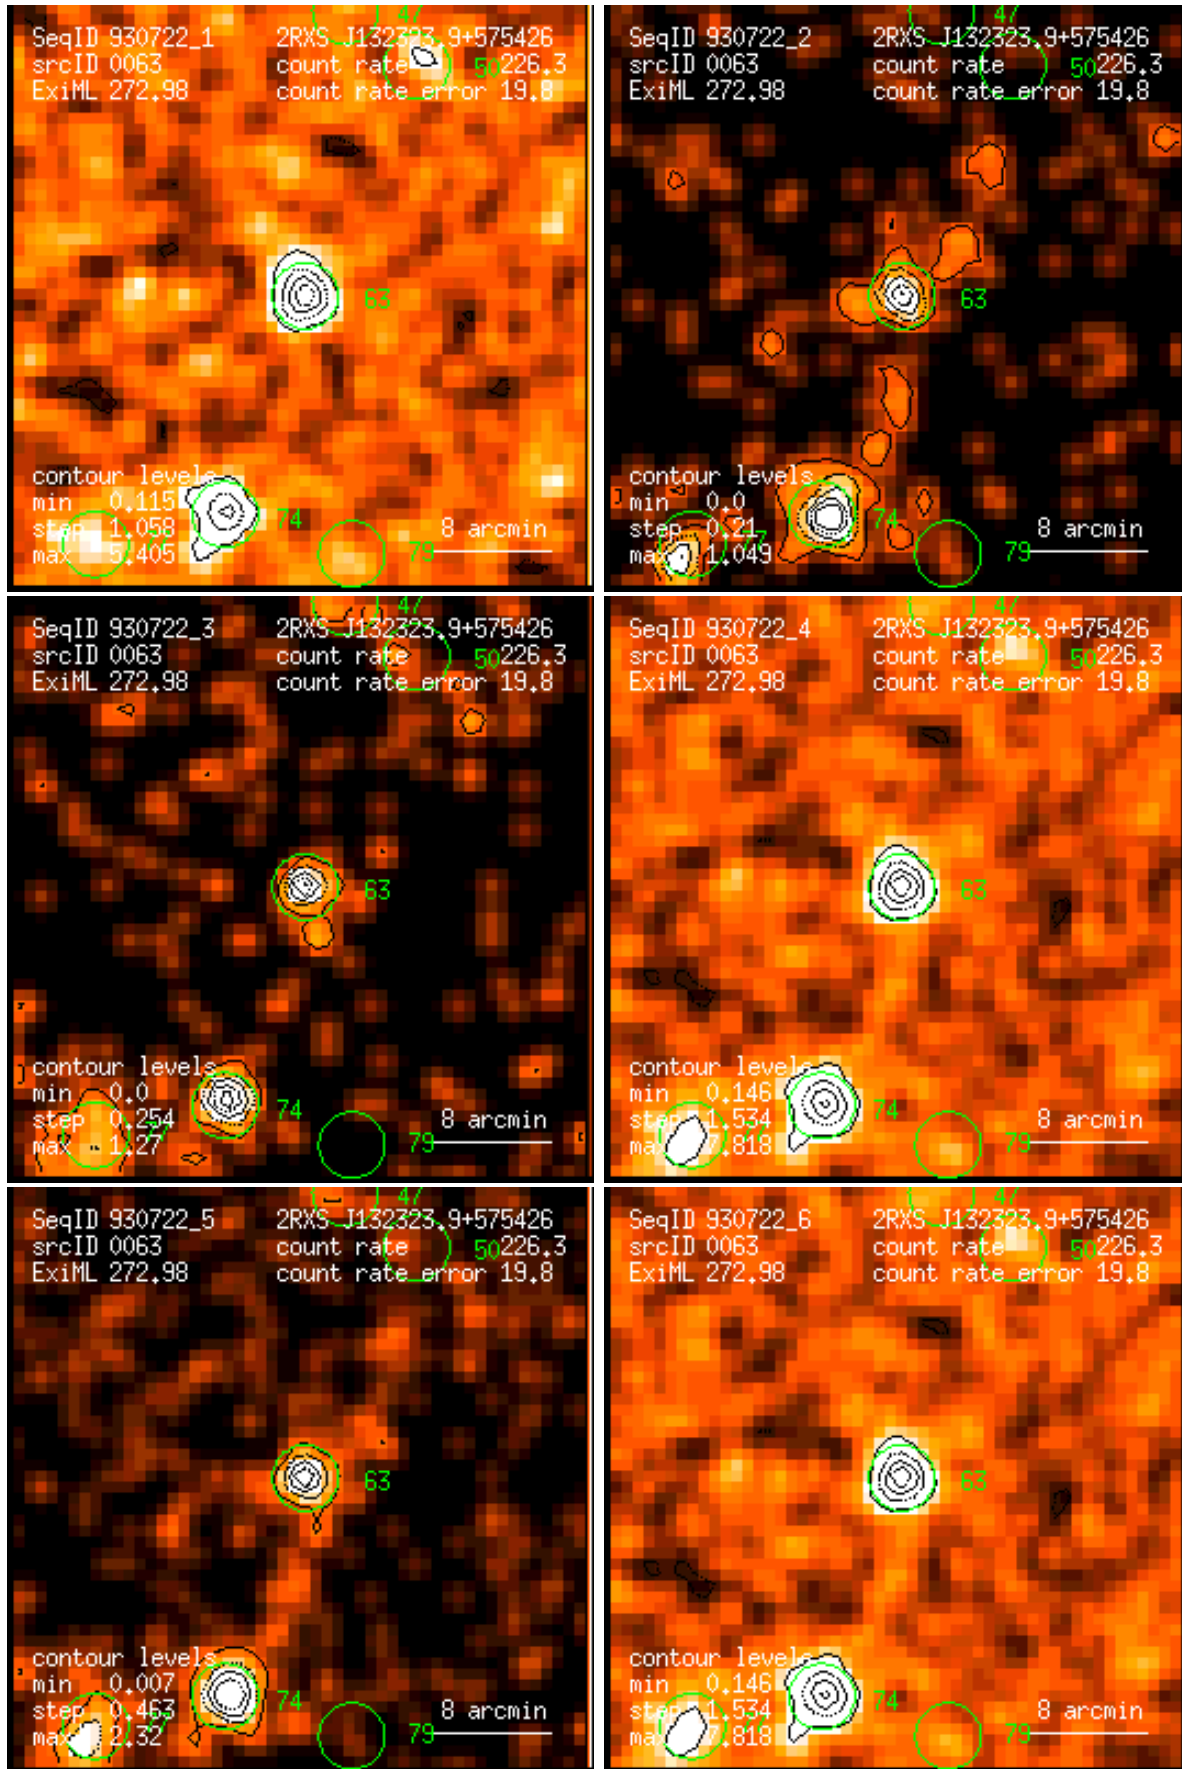 47
SeqID 930722_1 2RXS J132323.9+575426
srcID 0063 count rate 50 226.3
ExiML 272.98 count rate error 19.8
63
contour levels
min 0.115
step 1.058 74 8 arcmin
max 5.405 79
47
SeqID 930722_2 2RXS J132323.9+575426
srcID 0063 count rate 50 226.3
ExiML 272.98 count rate error 19.8
63
contour levels
min 0.0
step 0.21 74 8 arcmin
max 1.049 79
47
SeqID 930722_3 2RXS J132323.9+575426
srcID 0063 count rate 50 226.3
ExiML 272.98 count rate error 19.8
63
contour levels
min 0.0
step 0.254 74 8 arcmin
max 1.27 79
47
SeqID 930722_4 2RXS J132323.9+575426
srcID 0063 count rate 50 226.3
ExiML 272.98 count rate error 19.8
63
contour levels
min 0.146
step 1.534 74 8 arcmin
max 7.818 79
47
SeqID 930722_5 2RXS J132323.9+575426
srcID 0063 count rate 50 226.3
ExiML 272.98 count rate error 19.8
63
contour levels
min 0.007
step 0.463 74 8 arcmin
max 2.32 79
47
SeqID 930722_6 2RXS J132323.9+575426
srcID 0063 count rate 50 226.3
ExiML 272.98 count rate error 19.8
63
contour levels
min 0.146
step 1.534 74 8 arcmin
max 7.818 79